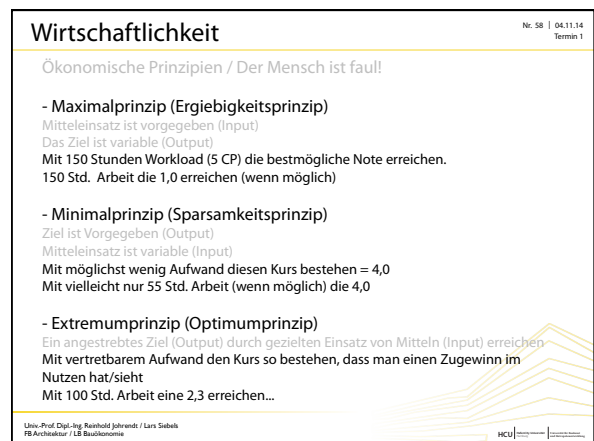 Wirtschaftlichkeit
Nr. 58 | 04.11.14
Termin 1
Ökonomische Prinzipien / Der Mensch ist faul!
- Maximalprinzip (Ergiebigkeitsprinzip)
Mitteleinsatz ist vorgegeben (Input)
Das Ziel ist variable (Output)
Mit 150 Stunden Workload (5 CP) die bestmögliche Note erreichen.
150 Std. Arbeit die 1,0 erreichen (wenn möglich)
- Minimalprinzip (Sparsamkeitsprinzip)
Ziel ist Vorgegeben (Output)
Mitteleinsatz ist variable (Input)
Mit möglichst wenig Aufwand diesen Kurs bestehen = 4,0
Mit vielleicht nur 55 Std. Arbeit (wenn möglich) die 4,0
- Extremumprinzip (Optimumprinzip)
Ein angestrebtes Ziel (Output) durch gezielten Einsatz von Mitteln (Input) erreichen
Mit vertretbarem Aufwand den Kurs so bestehen, dass man einen Zugewinn im
Nutzen hat/sieht
Mit 100 Std. Arbeit eine 2,3 erreichen...
Univ.-Prof. Dipl.-Ing. Reinhold Johrendt / Lars Siebels
FB Architektur / LB Bauökonomie
HCU